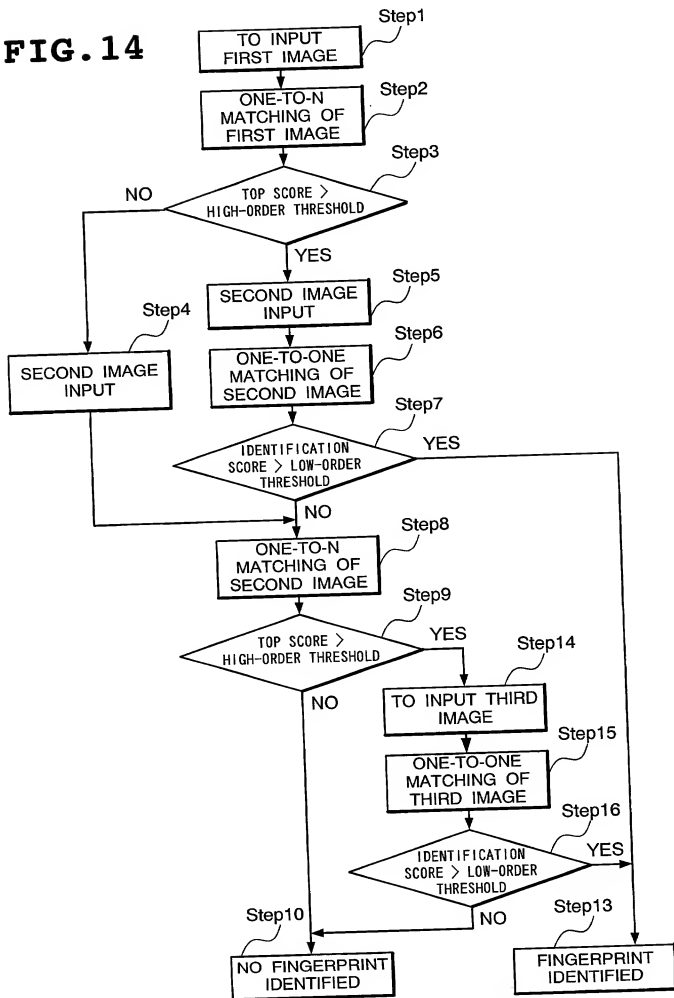 FIG.14
Step1
TO INPUT
FIRST IMAGE
Step2
ONE-TO-N
MATCHING OF
FIRST IMAGE
Step3
TOP SCORE >
HIGH-ORDER THRESHOLD
NO
YES
Step4
SECOND IMAGE
INPUT
Step5
SECOND IMAGE
INPUT
Step6
ONE-TO-ONE
MATCHING OF
SECOND IMAGE
Step7
IDENTIFICATION
SCORE > LOW-ORDER
THRESHOLD
YES
NO
Step8
ONE-TO-N
MATCHING OF
SECOND IMAGE
Step9
TOP SCORE >
HIGH-ORDER THRESHOLD
YES
NO
Step14
TO INPUT THIRD
IMAGE
Step15
ONE-TO-ONE
MATCHING OF
THIRD IMAGE
Step16
IDENTIFICATION
SCORE > LOW-ORDER
THRESHOLD
YES
NO
Step10
NO FINGERPRINT
IDENTIFIED
Step13
FINGERPRINT
IDENTIFIED